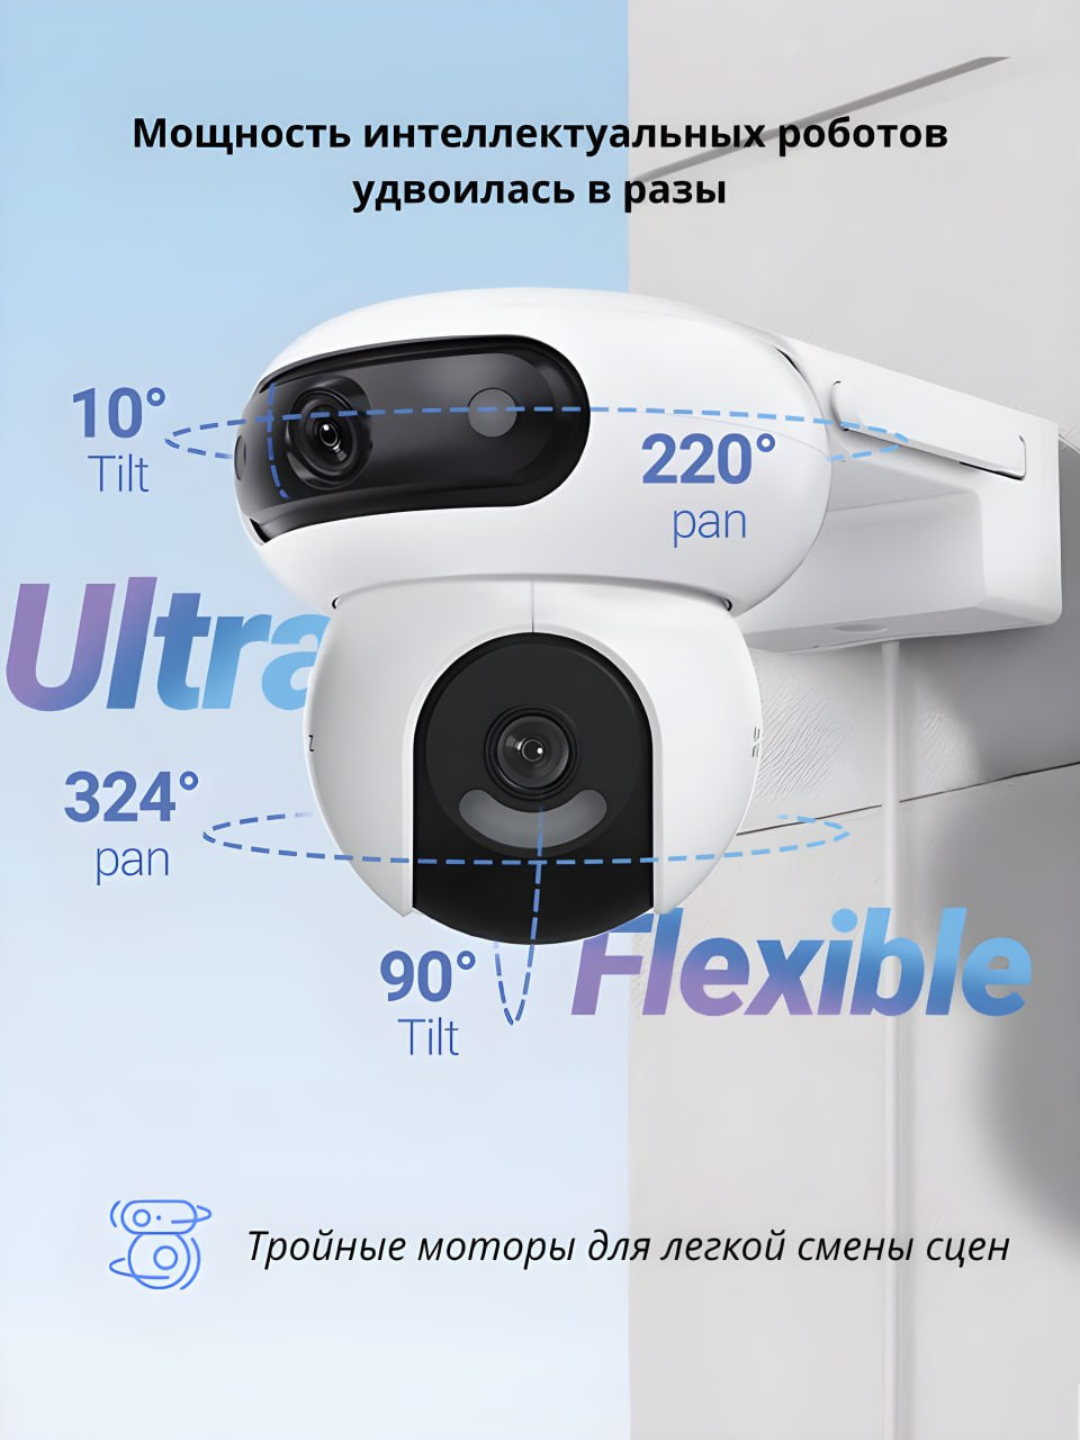 Мощность интеллектуальных роботов
удвоилась в разы
10°
Tilt
220°
pan
Ultra
324°
pan
90°
Tilt
Flexible
Тройные моторы для легкой смены сцен